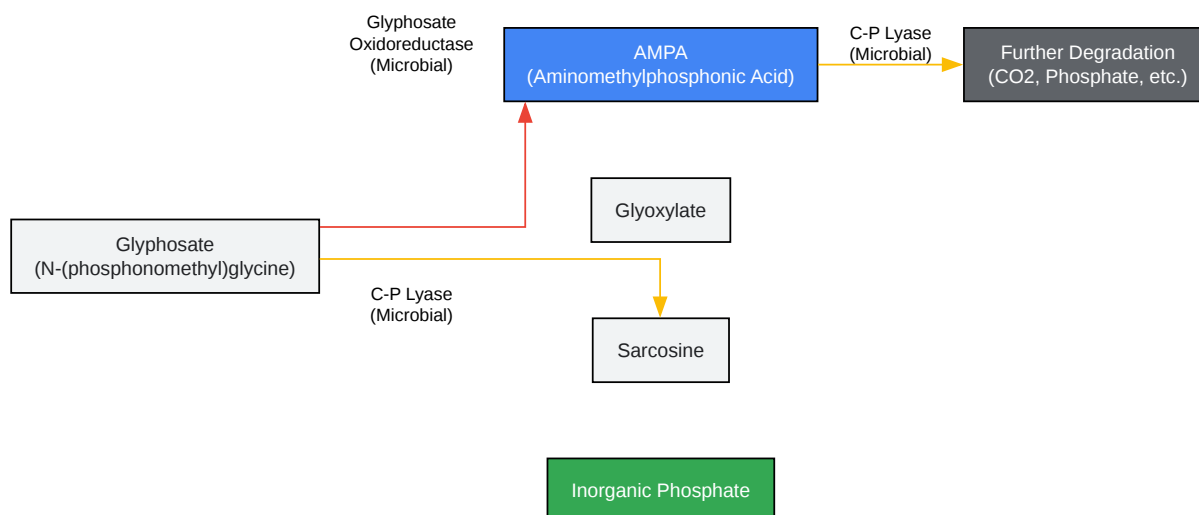 Glyphosate
Oxidoreductase
(Microbial)
AMPA
(Aminomethylphosphonic Acid)
C-P Lyase
(Microbial)
Further Degradation
(CO2, Phosphate, etc.)
Glyoxylate
Glyphosate
(N-(phosphonomethyl)glycine)
C-P Lyase
(Microbial)
Sarcosine
Inorganic Phosphate